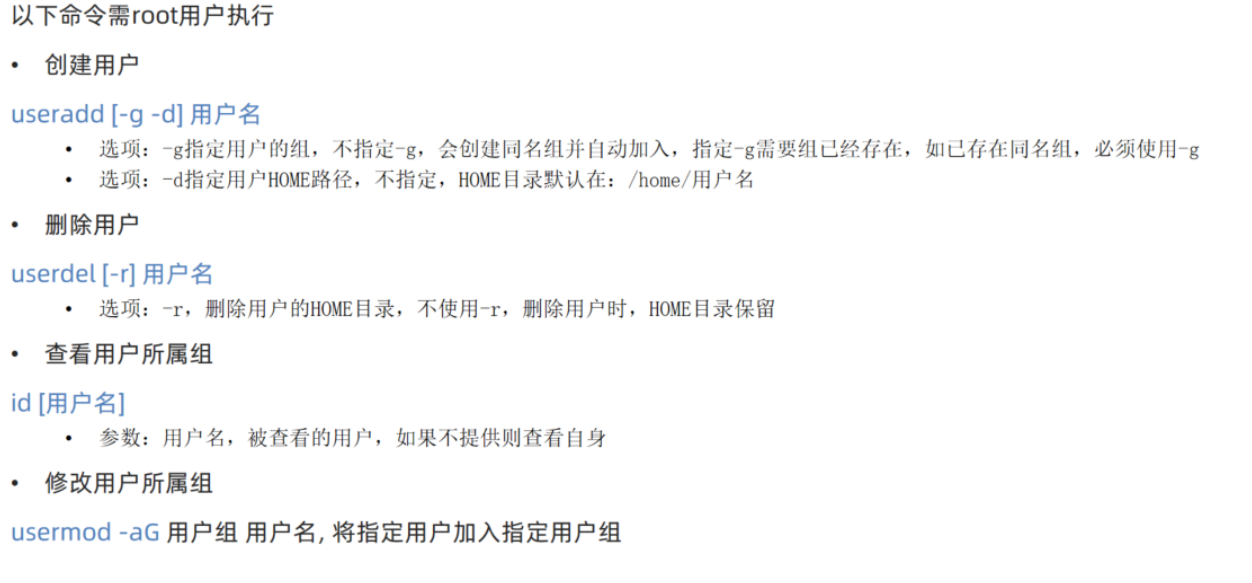 以下命令需root用户执行
• 创建用户
useradd [-g -d] 用户名
• 选项：-g指定用户的组，不指定-g，会创建同名组并自动加入，指定-g需要组已经存在，如已存在同名组，必须使用-g
• 选项：-d指定用户HOME路径，不指定，HOME目录默认在：/home/用户名
• 删除用户
userdel [-r] 用户名
• 选项：-r，删除用户的HOME目录，不使用-r，删除用户时，HOME目录保留
• 查看用户所属组
id [用户名]
• 参数：用户名，被查看的用户，如果不提供则查看自身
• 修改用户所属组
usermod -aG 用户组 用户名, 将指定用户加入指定用户组